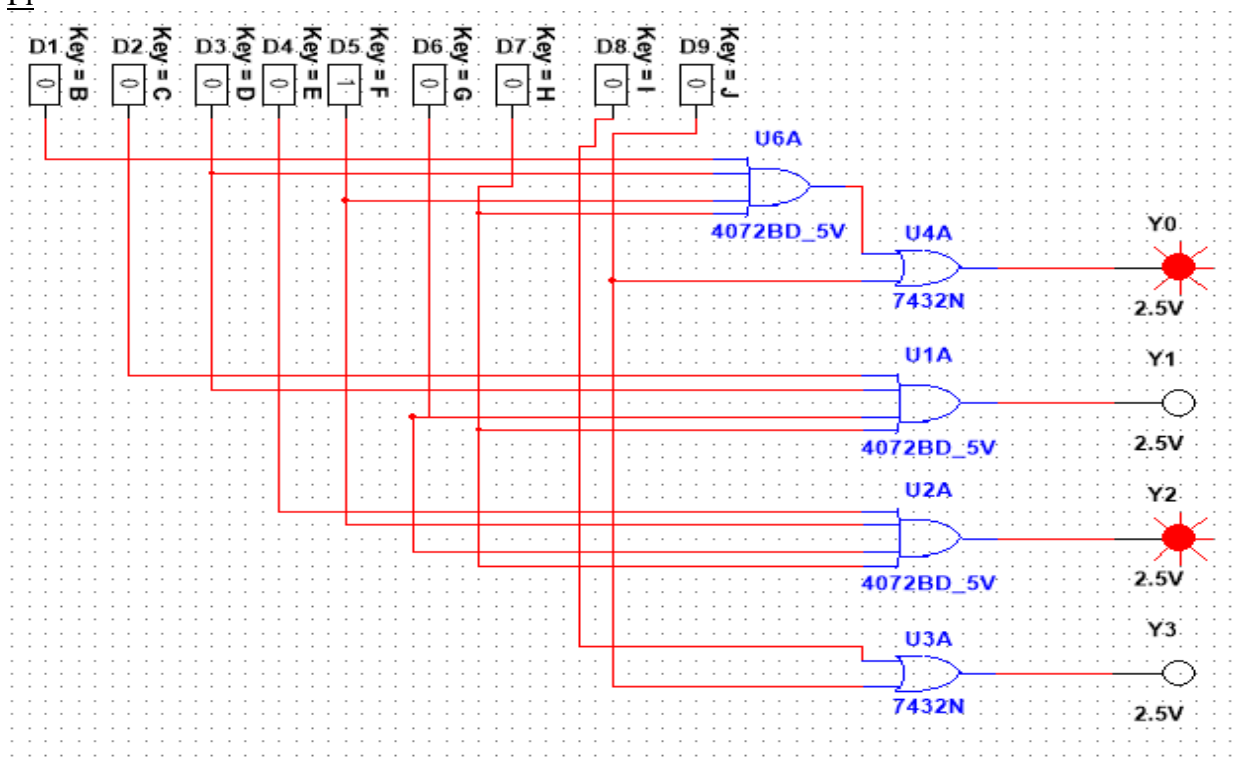 D1 Key = B
D2 Key = C
D3 Key = D
D4 Key = E
D5 Key = F
D6 Key = G
D7 Key = H
D8 Key = I
D9 Key = J
0 0 0 0 1 0 0 0 0
U6A
4072BD_5V
U4A
7432N
Y0
2.5V
U1A
4072BD_5V
Y1
2.5V
U2A
4072BD_5V
Y2
2.5V
U3A
7432N
Y3
2.5V